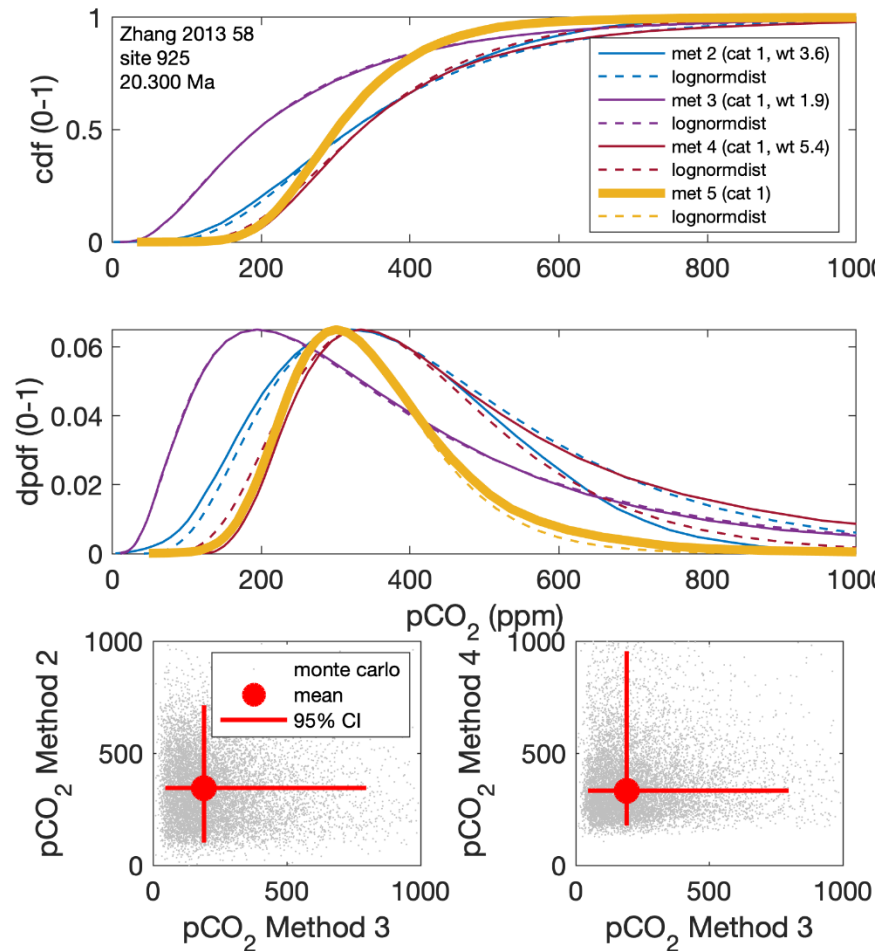 Zhang 2013 58
site 925
20.300 Ma
cdf (0-1)
1
0.5
0
0 200 400 600 800 1000
met 2 (cat 1, wt 3.6)
lognormdist
met 3 (cat 1, wt 1.9)
lognormdist
met 4 (cat 1, wt 5.4)
lognormdist
met 5 (cat 1)
lognormdist
dpdf (0-1)
0.06
0.04
0.02
0
0 200 400 600 800 1000
pCO₂ (ppm)
pCO₂ Method 2
1000
500
0
0 500 1000
monte carlo
mean
95% CI
pCO₂ Method 3
pCO₂ Method 4
1000
500
0
0 500 1000
pCO₂ Method 3